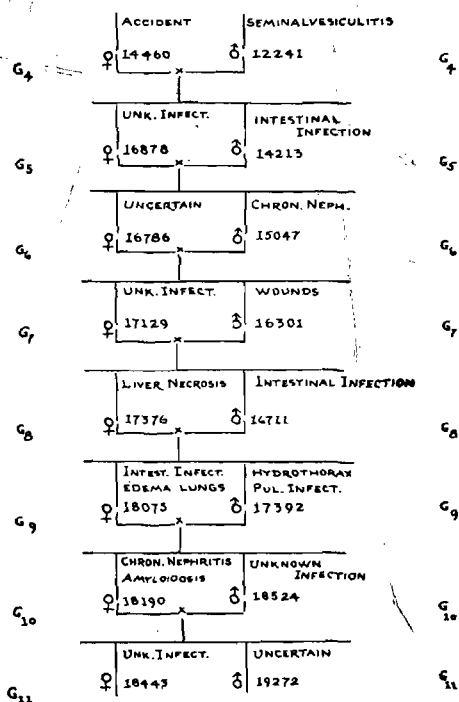 ACCIDENT SEMINALVESICULITIS
G4 ♀ 14460 × ♂ 12241 G4
UNK. INFECT. INTESTINAL
INFECTION
G5 ♀ 16878 × ♂ 14213 G5
UNCERTAIN CHRON. NEPH.
G6 ♀ 16786 × ♂ 15047 G6
UNK. INFECT. WOUNDS
G7 ♀ 17129 × ♂ 16301 G7
LIVER NECROSIS INTESTINAL INFECTION
G8 ♀ 17376 × ♂ 16711 G8
INTEST. INFECT. HYDROTHORAX
EDEMA LUNGS PUL. INFECT.
G9 ♀ 18075 × ♂ 17392 G9
CHRON. NEPHRITIS UNKNOWN
AMYLOIDOSIS INFECTION
G10 ♀ 18190 × ♂ 18524 G10
UNK. INFECT. UNCERTAIN
G11 ♀ 18443 ♂ 19272 G11